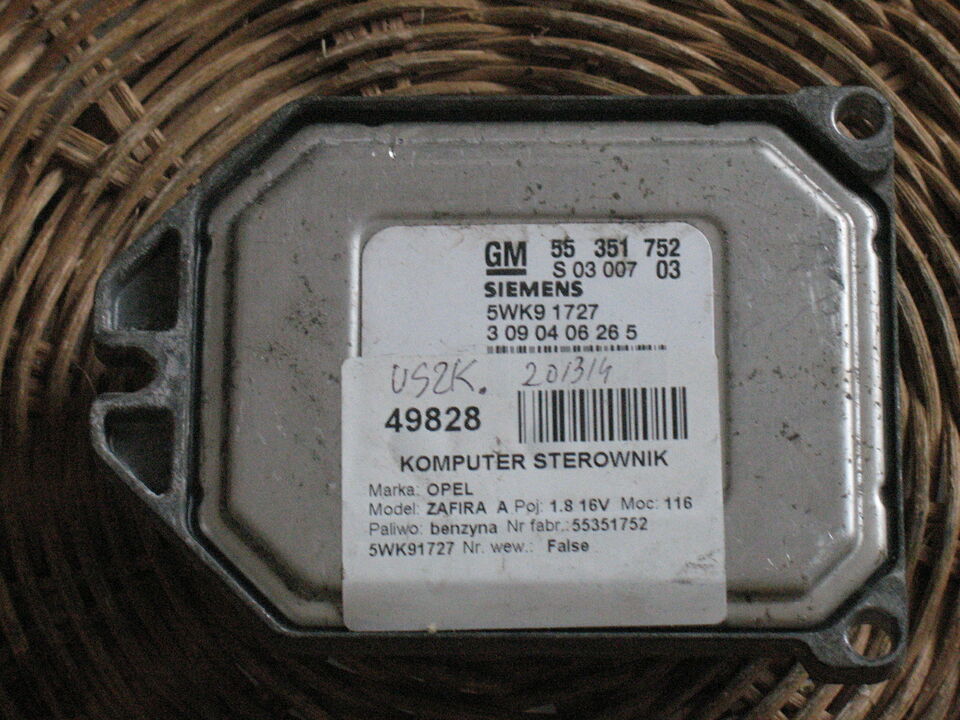 GM 55 351 752
S 03 007 03
SIEMENS
5WK9 1727
3 09 04 06 26 5
USZK. 201314
49828
KOMPUTER STEROWNIK
Marka: OPEL
Model: ZAFIRA A Poj: 1.8 16V Moc: 116
Paliwo: benzyna Nr fabr.:55351752
5WK91727 Nr. wew.: False